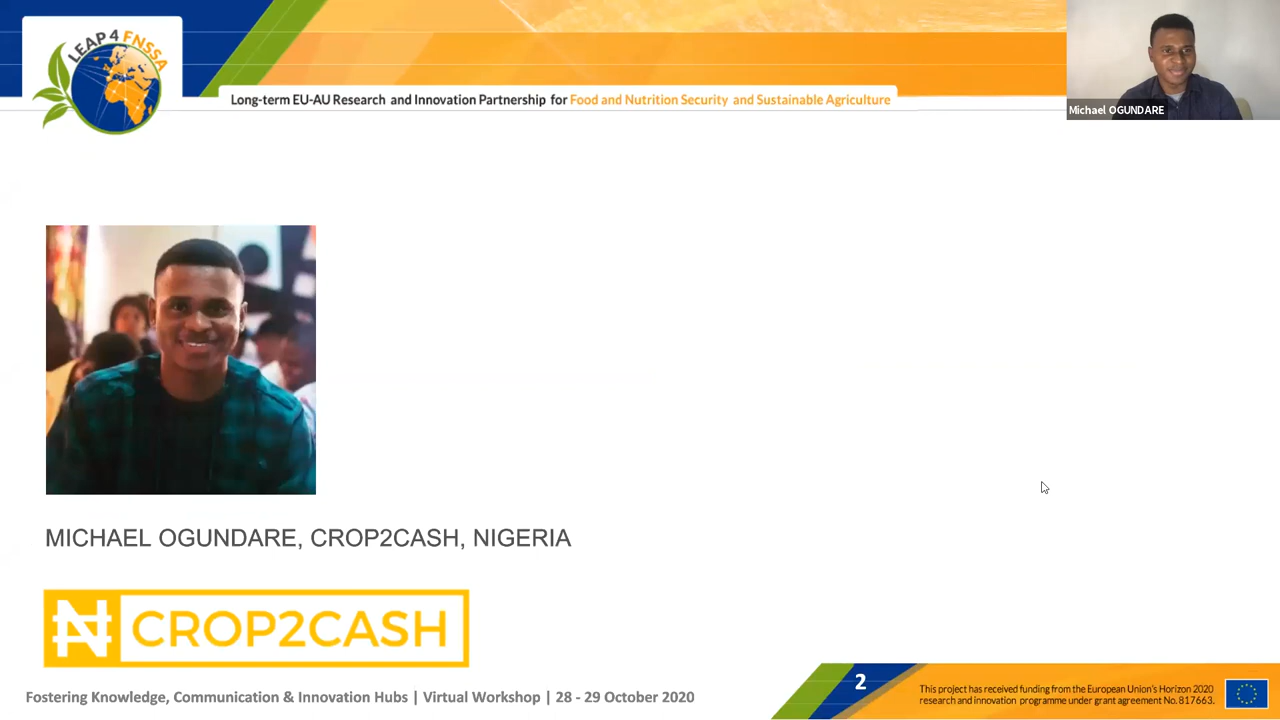 LEAP 4 FNSSA
Long-term EU-AU Research and Innovation Partnership for Food and Nutrition Security and Sustainable Agriculture
Michael OGUNDARE
MICHAEL OGUNDARE, CROP2CASH, NIGERIA
CROP2CASH
Fostering Knowledge, Communication & Innovation Hubs | Virtual Workshop | 28 - 29 October 2020
2
This project has received funding from the European Union's Horizon 2020
research and innovation programme under grant agreement No. 817663.